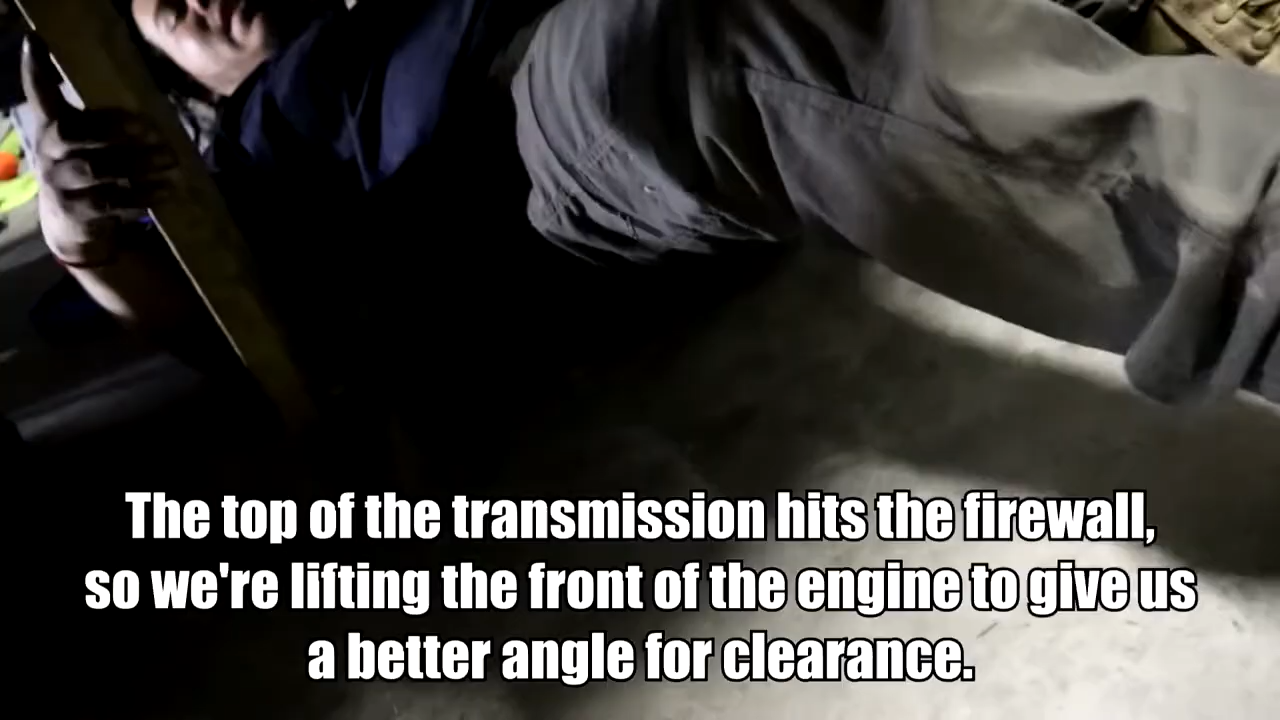 The top of the transmission hits the firewall,
so we're lifting the front of the engine to give us
a better angle for clearance.